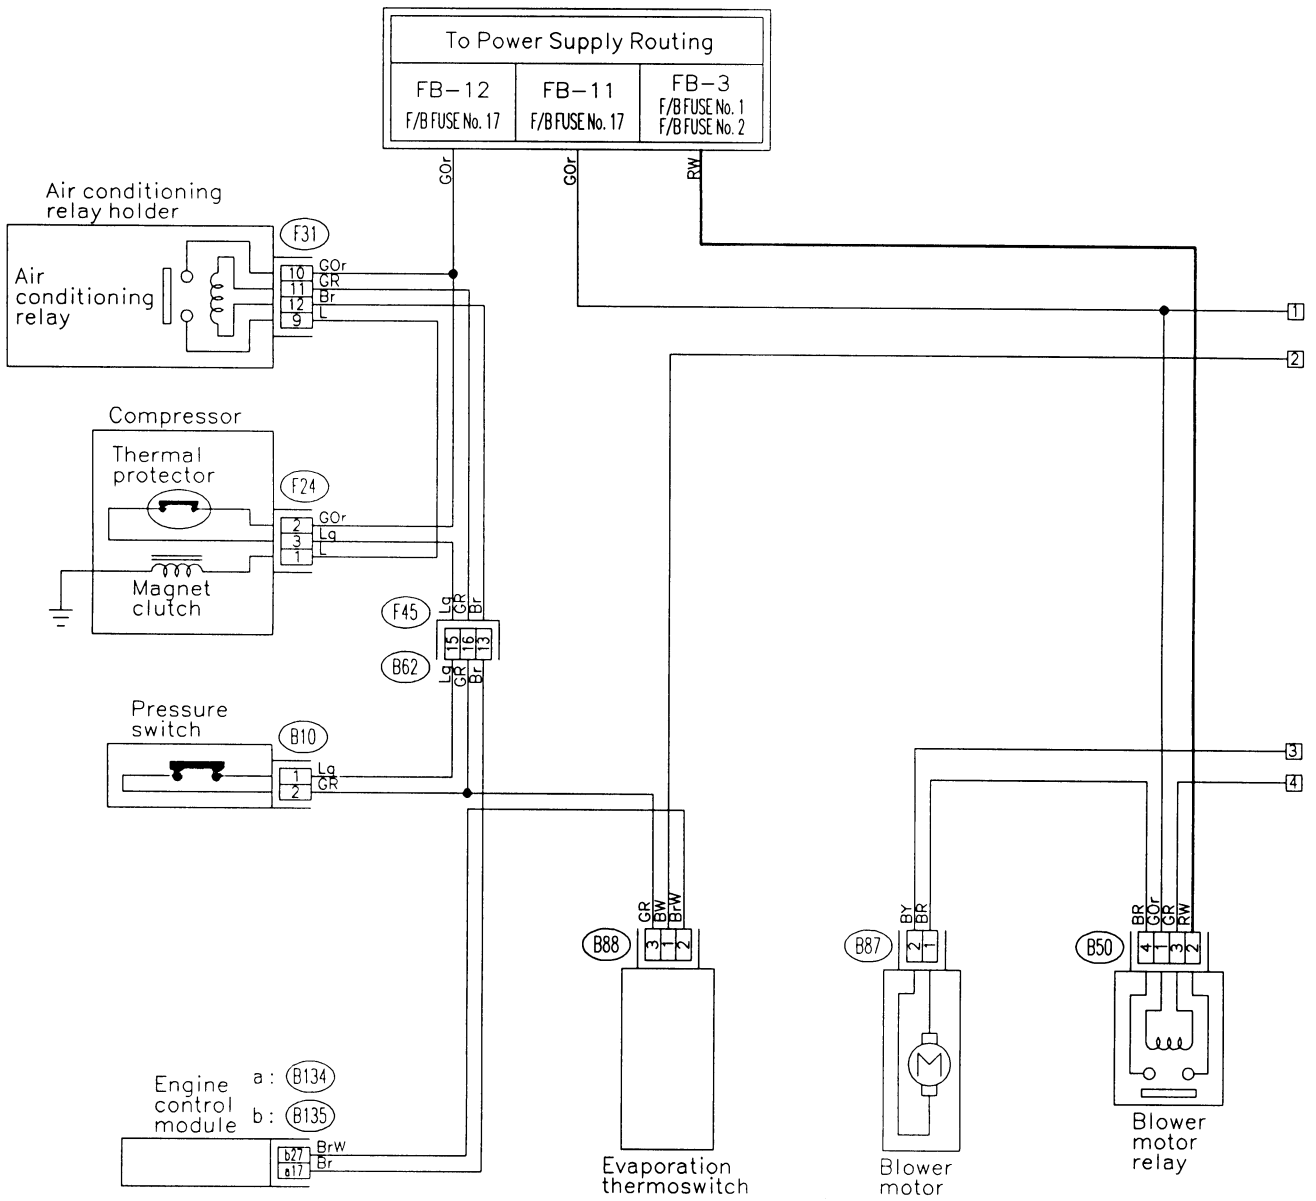 To Power Supply Routing
FB-12
F/B FUSE No. 17
FB-11
F/B FUSE No. 17
FB-3
F/B FUSE No. 1
F/B FUSE No. 2
GOr
GOr
RW
Air conditioning
relay holder
F31
Air
conditioning
relay
10
11
12
9
GOr
GR
Br
L
1
2
Compressor
Thermal
protector
F24
2
3
1
GOr
Lg
L
Magnet
clutch
F45
Lg
GR
Br
15
16
13
B62
Lg
GR
Br
Pressure
switch
B10
1
2
Lg
GR
3
4
GR
BW
BrW
B88
3
1
2
BY
BR
B87
2
1
BR
GOr
GR
RW
B50
4
1
3
2
M
Engine
control
module
a : B134
b : B135
b27
a17
BrW
Br
Evaporation
thermoswitch
Blower
motor
Blower
motor
relay